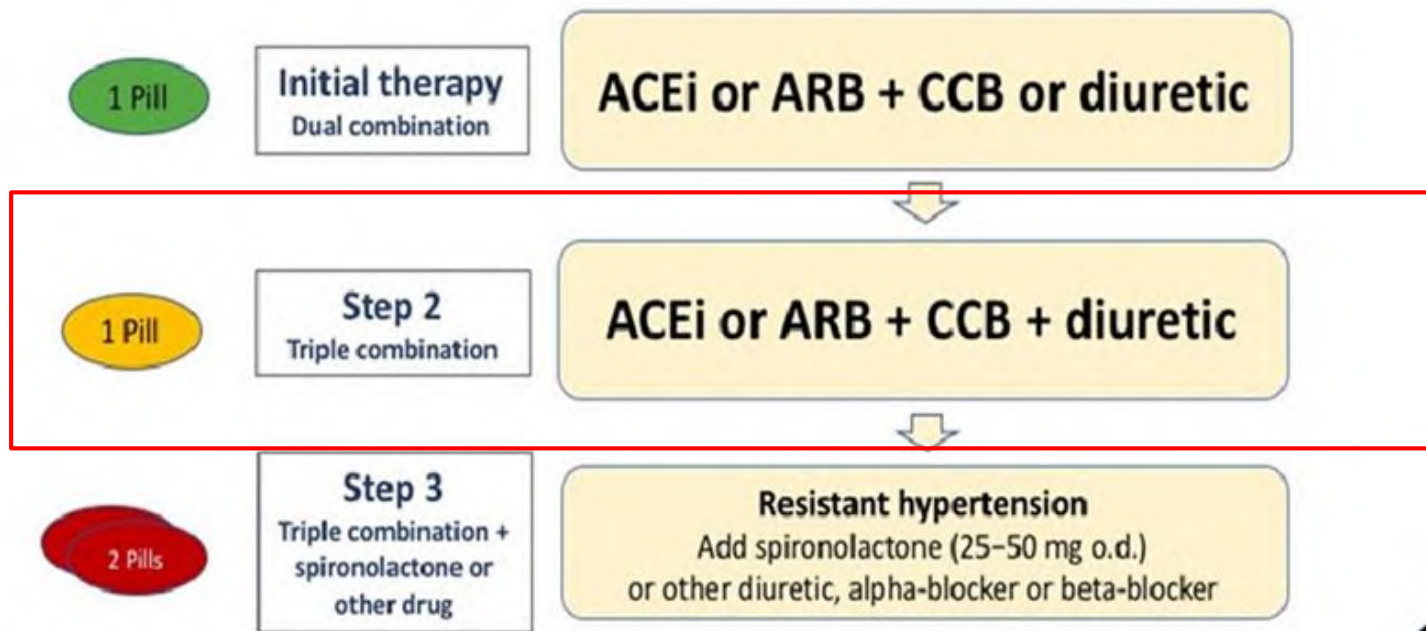 1 Pill
Initial therapy
Dual combination
ACEi or ARB + CCB or diuretic
1 Pill
Step 2
Triple combination
ACEi or ARB + CCB + diuretic
2 Pills
Step 3
Triple combination +
spironolactone or
other drug
Resistant hypertension
Add spironolactone (25–50 mg o.d.)
or other diuretic, alpha-blocker or beta-blocker